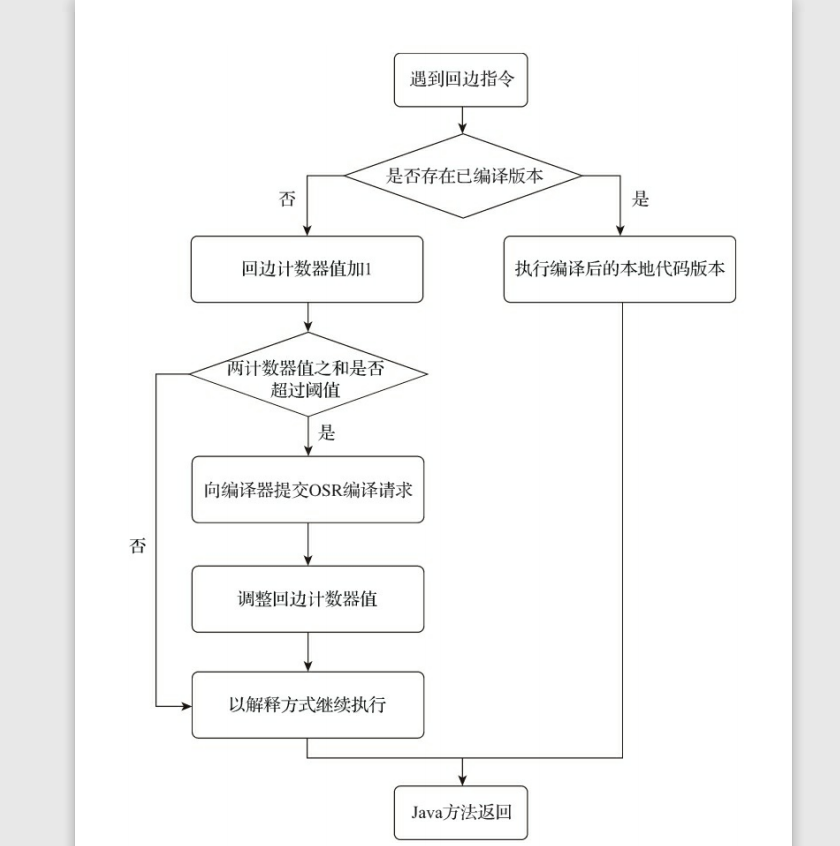 遇到回边指令
是否存在已编译版本
否
是
回边计数器值加1
执行编译后的本地代码版本
两计数器值之和是否
超过阈值
是
向编译器提交OSR编译请求
否
调整回边计数器值
以解释方式继续执行
Java方法返回